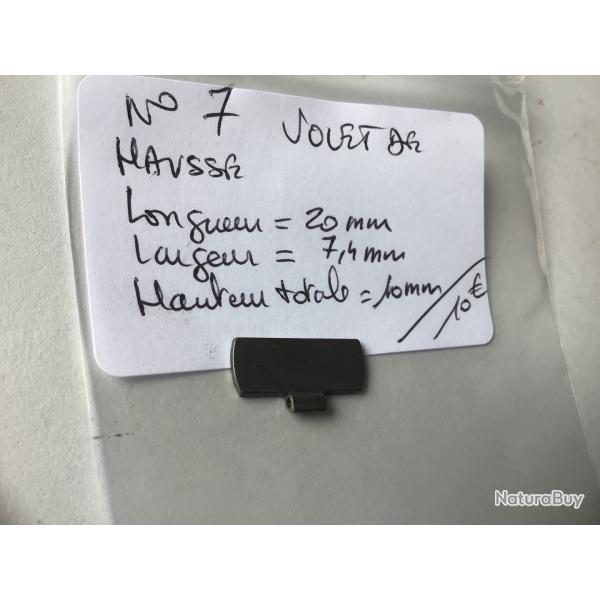 N° 7 VOLET DE
HAUSSE
Longueur = 20 mm
Largeur = 7,4 mm
Hauteur totale = 10 mm
10 €
NaturaBuy